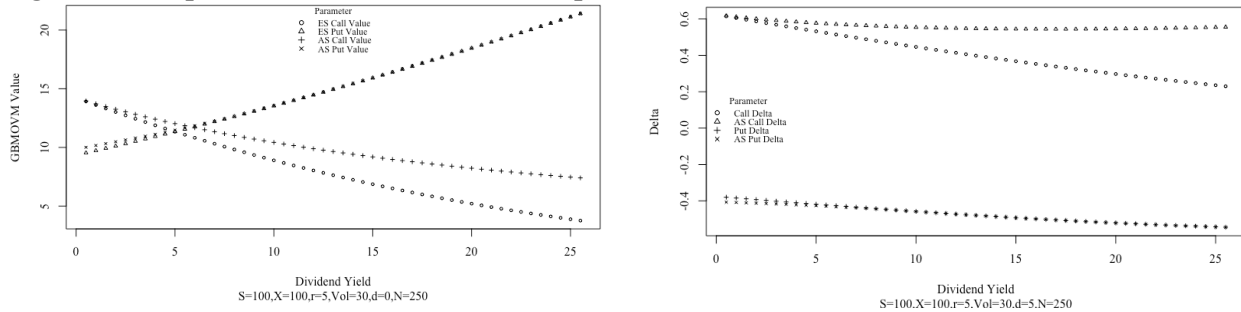 Parameter
ES Call Value
ES Put Value
AS Call Value
AS Put Value
GBMOVM Value
5
10
15
20
0
5
10
15
20
25
Dividend Yield
S=100,X=100,r=5,Vol=30,d=0,N=250
Parameter
Call Delta
AS Call Delta
Put Delta
AS Put Delta
Delta
0.6
0.4
0.2
0.0
-0.2
-0.4
0
5
10
15
20
25
Dividend Yield
S=100,X=100,r=5,Vol=30,d=5,N=250